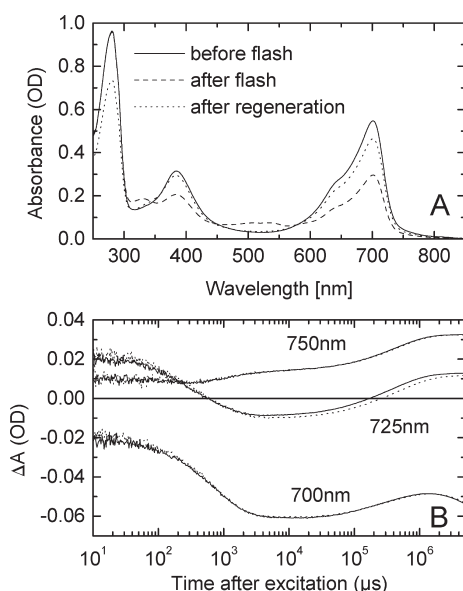 1.0
0.8
0.6
0.4
0.2
0.0
Absorbance (OD)
before flash
after flash
after regeneration
A
300
400
500
600
700
800
Wavelength [nm]
0.04
0.02
0.00
-0.02
-0.04
-0.06
ΔA (OD)
750nm
725nm
700nm
B
10¹
10²
10³
10⁴
10⁵
10⁶
Time after excitation (µs)